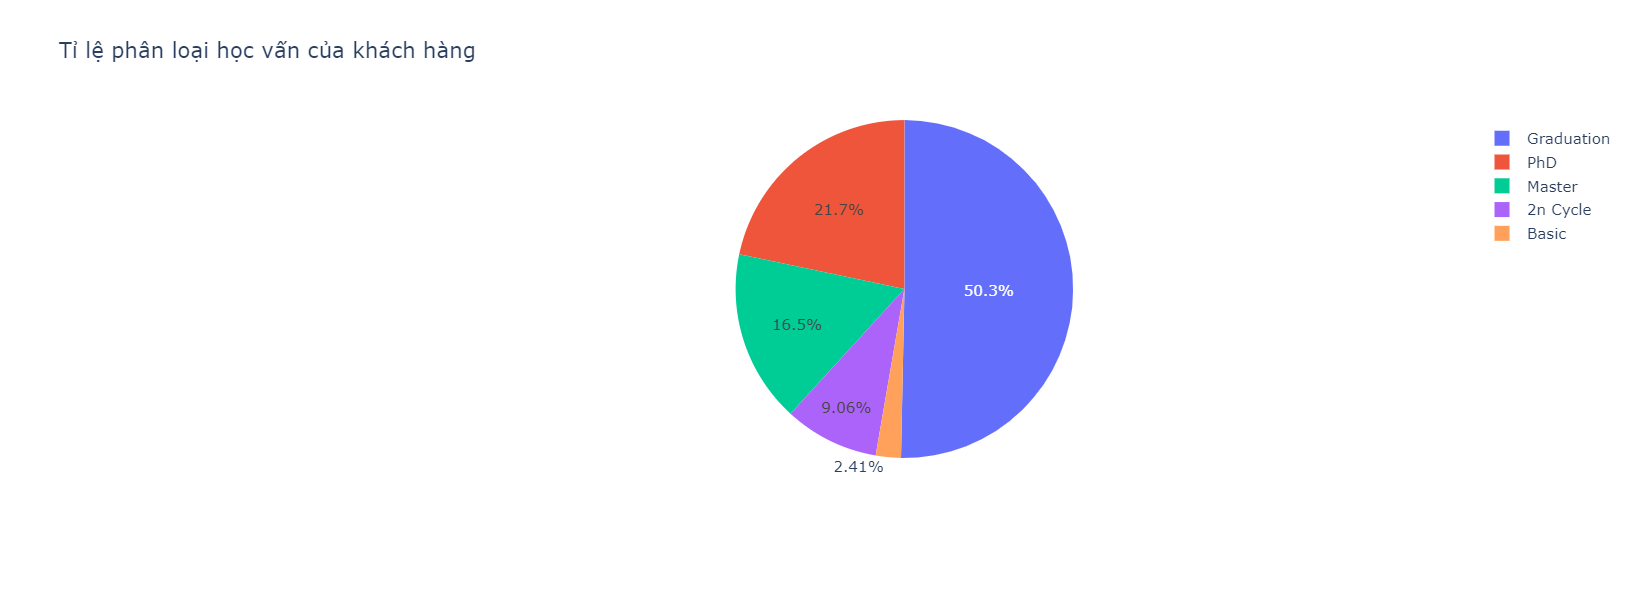 Tỉ lệ phân loại học vấn của khách hàng
Graduation
PhD
Master
2n Cycle
Basic
21.7%
50.3%
16.5%
9.06%
2.41%